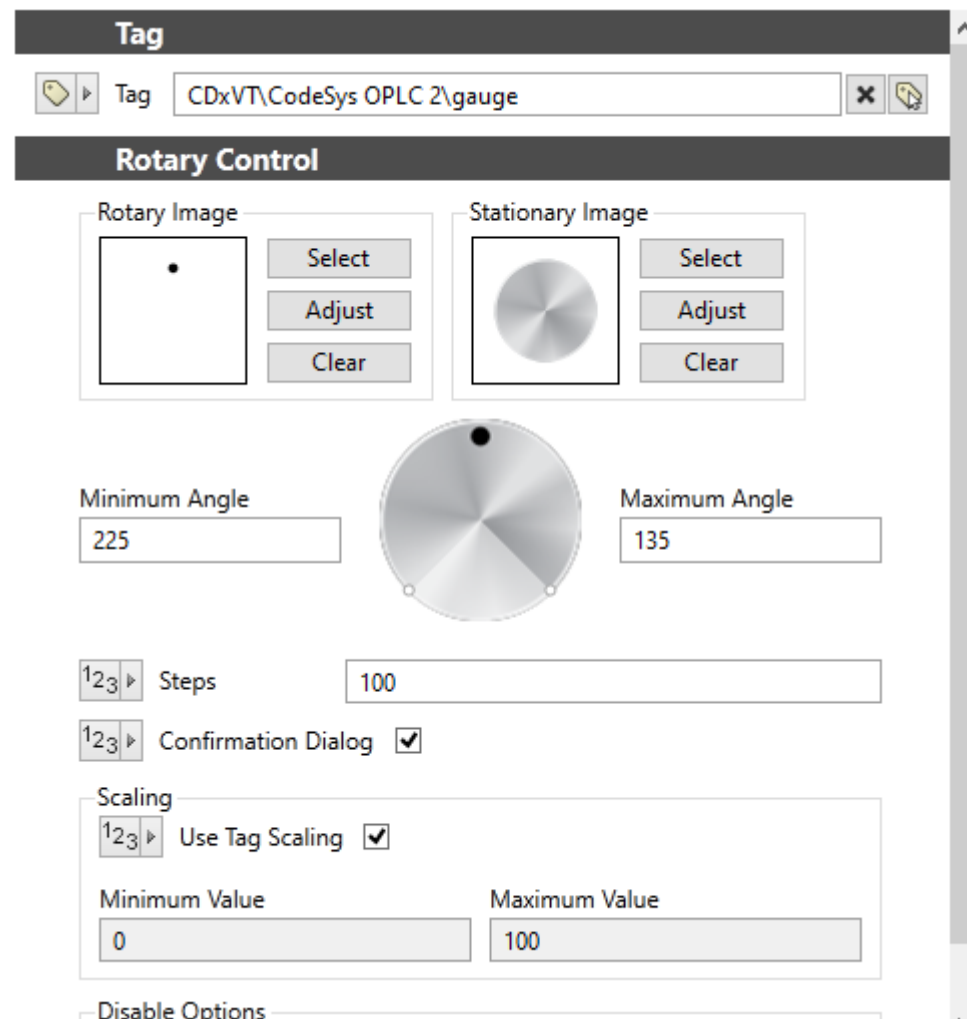 Tag
Tag CDxVT\CodeSys OPLC 2\gauge
Rotary Control
Rotary Image Stationary Image
Select Select
Adjust Adjust
Clear Clear
Minimum Angle Maximum Angle
225 135
123 Steps 100
123 Confirmation Dialog
Scaling
123 Use Tag Scaling
Minimum Value Maximum Value
0 100
Disable Options